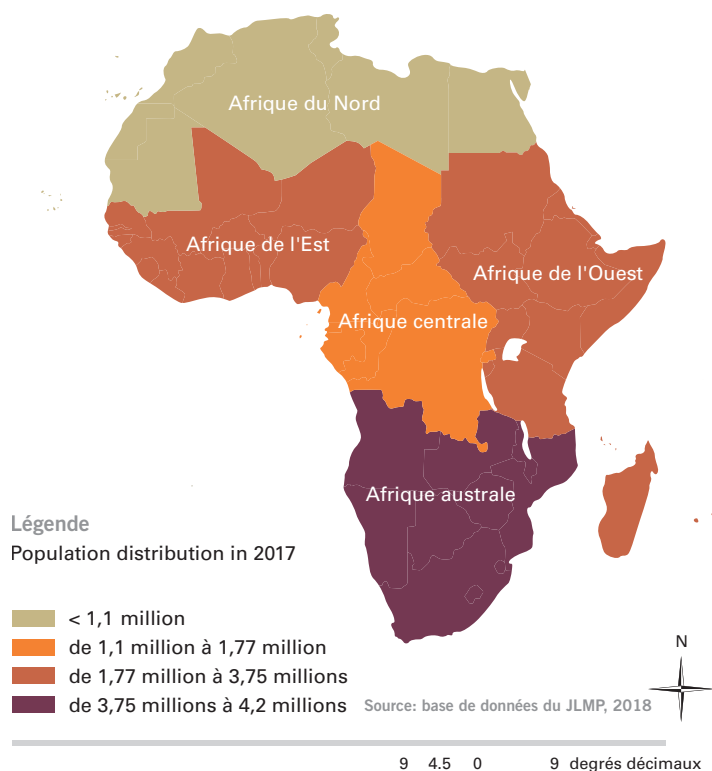 Afrique du Nord
Afrique de l'Est
Afrique de l'Ouest
Afrique centrale
Afrique australe
Légende
Population distribution in 2017
< 1,1 million
de 1,1 million à 1,77 million
de 1,77 million à 3,75 millions
de 3,75 millions à 4,2 millions
Source: base de données du JLMP, 2018
N
9 4.5 0 9 degrés décimaux